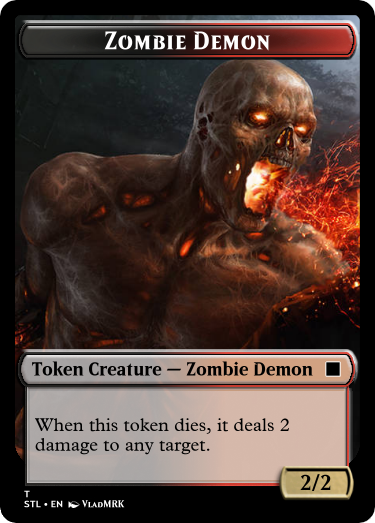 Zombie Demon
Token Creature — Zombie Demon
When this token dies, it deals 2
damage to any target.
2/2
T
STL • EN VladMRK